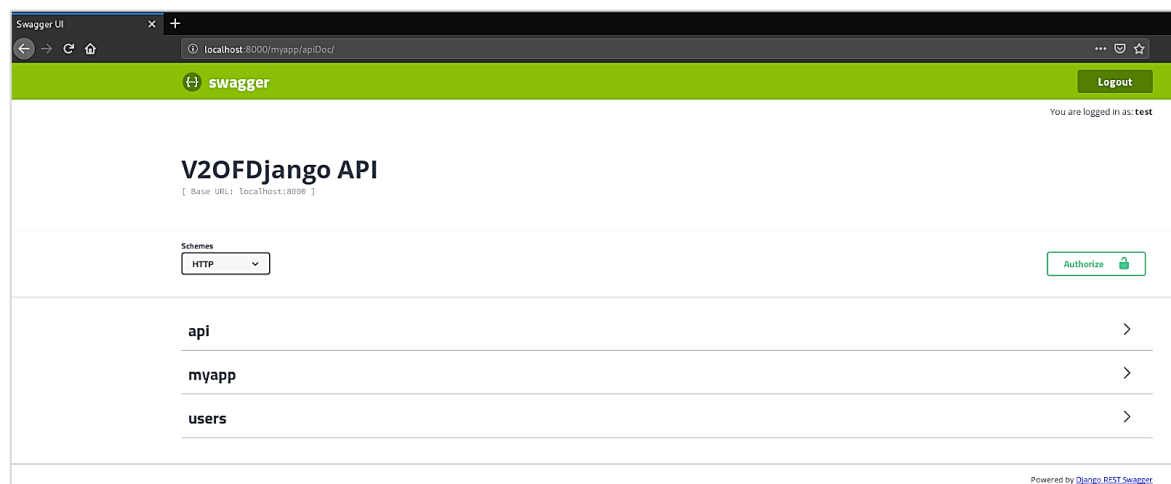 Swagger UI
localhost:8000/myapp/apiDoc/
swagger
Logout
You are logged in as: test
V2OFDjango API
[ Base URL: localhost:8000 ]
Schemes
HTTP
Authorize
api
myapp
users
Powered by Django REST Swagger